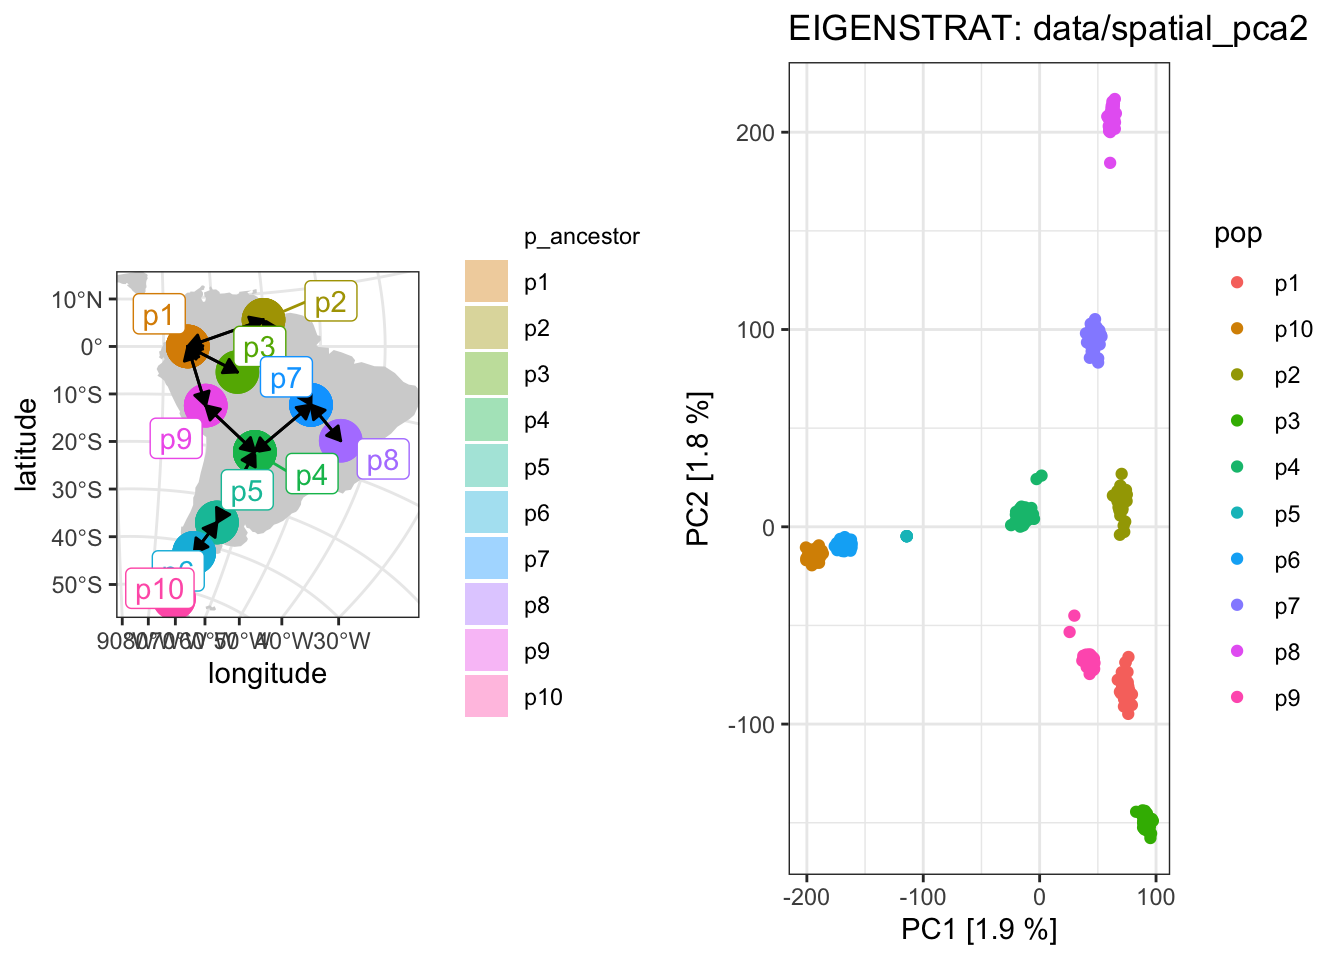 EIGENSTRAT: data/spatial_pca2
p_ancestor
p1
p2
p3
p4
p5
p6
p7
p8
p9
p10
10°N
0°
10°S
20°S
30°S
40°S
50°S
latitude
p1
p2
p3
p7
p9
p8
p4
p5
p10
90°W
40°W
30°W
longitude
200
100
0
-100
PC2 [1.8 %]
-200
-100
0
100
PC1 [1.9 %]
pop
p1
p10
p2
p3
p4
p5
p6
p7
p8
p9